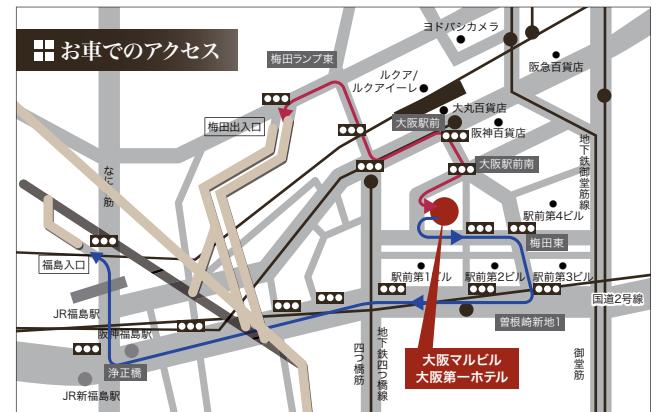 お車でのアクセス
ヨドバシカメラ
梅田ランプ東
阪急百貨店
ルクア/
ルクアイーレ
大丸百貨店
梅田出入口
大阪駅前
阪神百貨店
大阪駅前南
地下鉄御堂筋線
なにわ筋
駅前第4ビル
梅田東
福島入口
駅前第1ビル
駅前第2ビル
駅前第3ビル
国道2号線
JR福島駅
曽根崎新地1
阪神福島駅
四つ橋筋
地下鉄四つ橋線
御堂筋
大阪マルビル
大阪第一ホテル
浄正橋
JR新福島駅